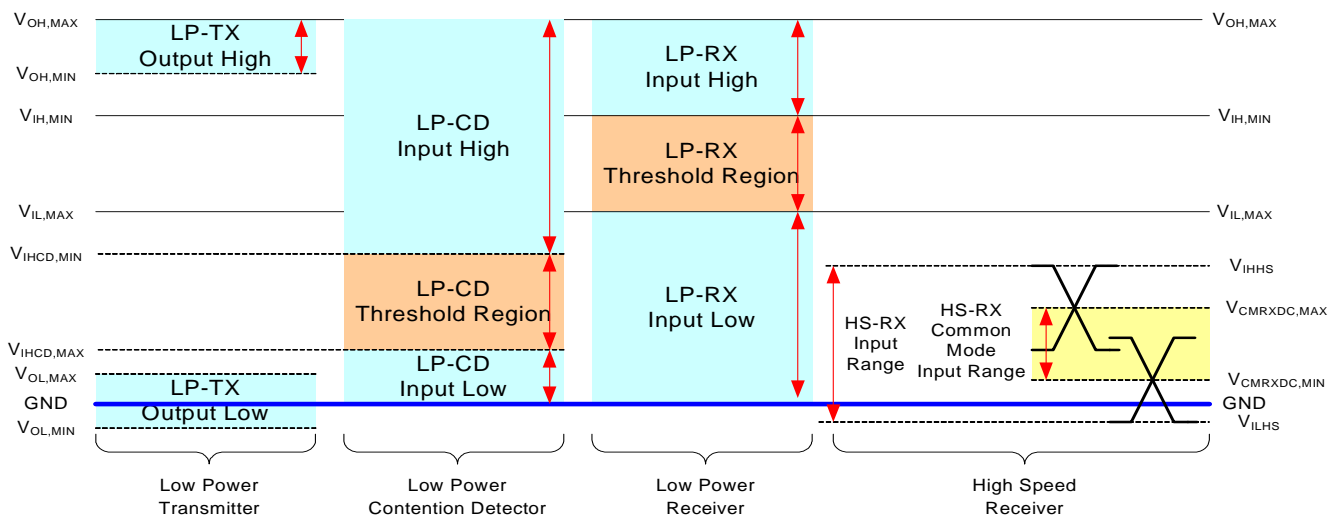 VOH,MAX
VOH,MIN
VIH,MIN
VIL,MAX
VIHCD,MIN
VIHCD,MAX
VOL,MAX
GND
VOL,MIN
LP-TX
Output High
LP-TX
Output Low
Low Power
Transmitter
LP-CD
Input High
LP-CD
Threshold Region
LP-CD
Input Low
Low Power
Contention Detector
LP-RX
Input High
LP-RX
Threshold Region
LP-RX
Input Low
Low Power
Receiver
HS-RX
Input
Range
HS-RX
Common
Mode
Input Range
High Speed
Receiver
VOH,MAX
VIH,MIN
VIL,MAX
VIHHS
VCMRXDC,MAX
VCMRXDC,MIN
GND
VILHS